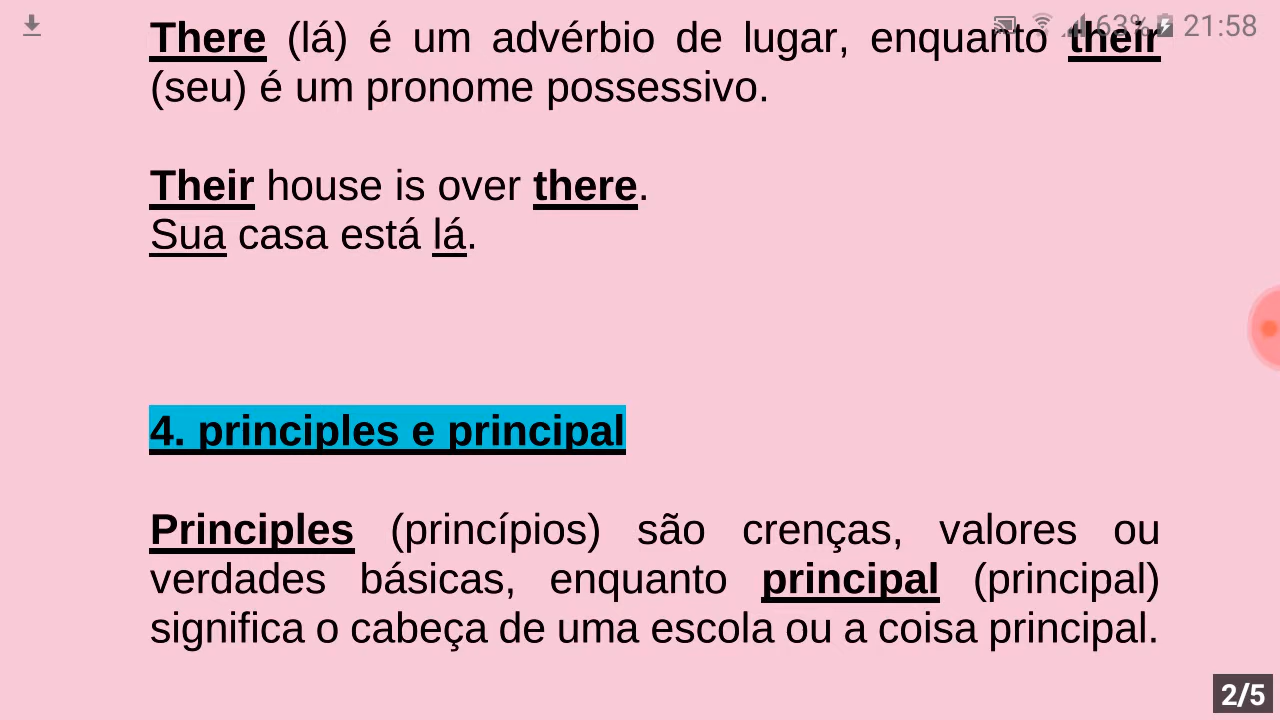 There (lá) é um advérbio de lugar, enquanto their
63% 21:58
(seu) é um pronome possessivo.
Their house is over there.
Sua casa está lá.
4. principles e principal
Principles (princípios) são crenças, valores ou
verdades básicas, enquanto principal (principal)
significa o cabeça de uma escola ou a coisa principal.
2/5